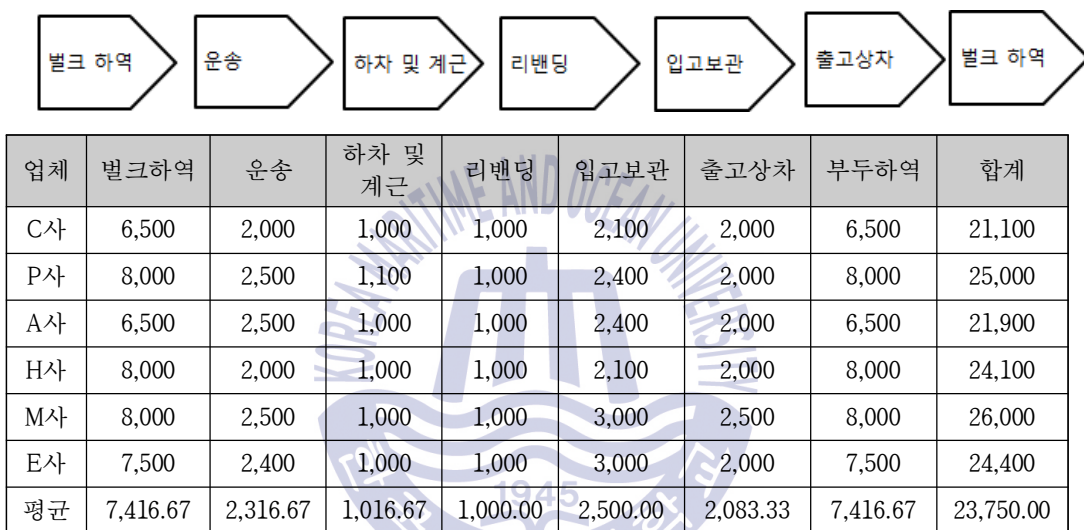 벌크 하역 운송 하차 및 계근 리밴딩 입고보관 출고상차 벌크 하역
업체 벌크하역 운송 하차 및 계근 리밴딩 입고보관 출고상차 부두하역 합계
C사 6,500 2,000 1,000 1,000 2,100 2,000 6,500 21,100
P사 8,000 2,500 1,100 1,000 2,400 2,000 8,000 25,000
A사 6,500 2,500 1,000 1,000 2,400 2,000 6,500 21,900
H사 8,000 2,000 1,000 1,000 2,100 2,000 8,000 24,100
M사 8,000 2,500 1,000 1,000 3,000 2,500 8,000 26,000
E사 7,500 2,400 1,000 1,000 3,000 2,000 7,500 24,400
평균 7,416.67 2,316.67 1,016.67 1,000.00 2,500.00 2,083.33 7,416.67 23,750.00
KOREA MARITIME AND OCEAN UNIVERSITY
1945